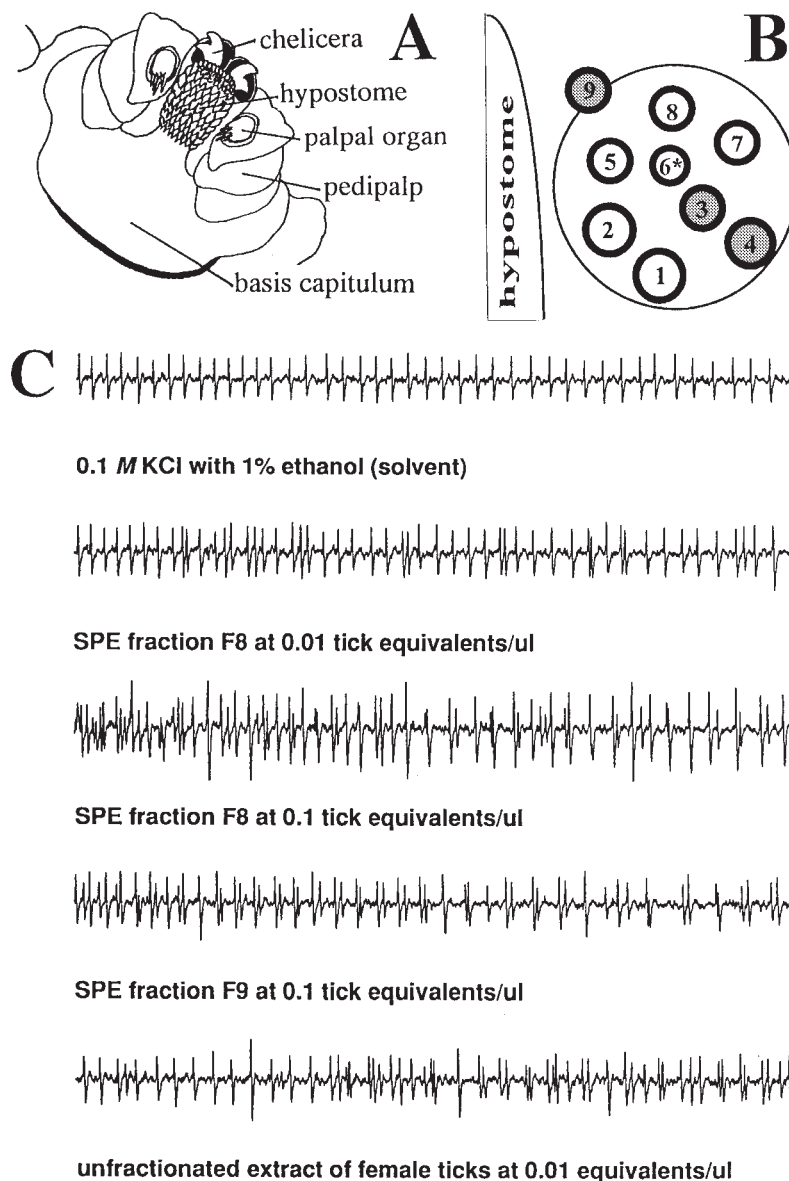 A
chelicera
hypostome
palpal organ
pedipalp
basis capitulum
B
hypostome
9
8
7
5
6*
3
2
4
1
C
0.1 M KCl with 1% ethanol (solvent)
SPE fraction F8 at 0.01 tick equivalents/ul
SPE fraction F8 at 0.1 tick equivalents/ul
SPE fraction F9 at 0.1 tick equivalents/ul
unfractionated extract of female ticks at 0.01 equivalents/ul